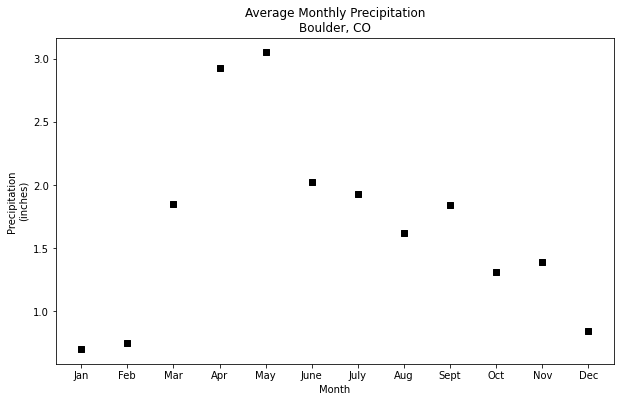 Average Monthly Precipitation
Boulder, CO
Precipitation
(inches)
3.0
2.5
2.0
1.5
1.0
Jan Feb Mar Apr May June July Aug Sept Oct Nov Dec
Month